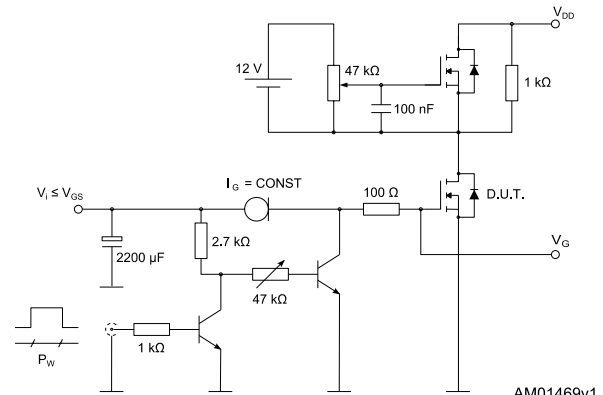 V_DD
12 V
47 kΩ
1 kΩ
100 nF
V_i ≤ V_GS
I_G = CONST
100 Ω
D.U.T.
2200 μF
2.7 kΩ
V_G
47 kΩ
1 kΩ
P_W
AM01469v1